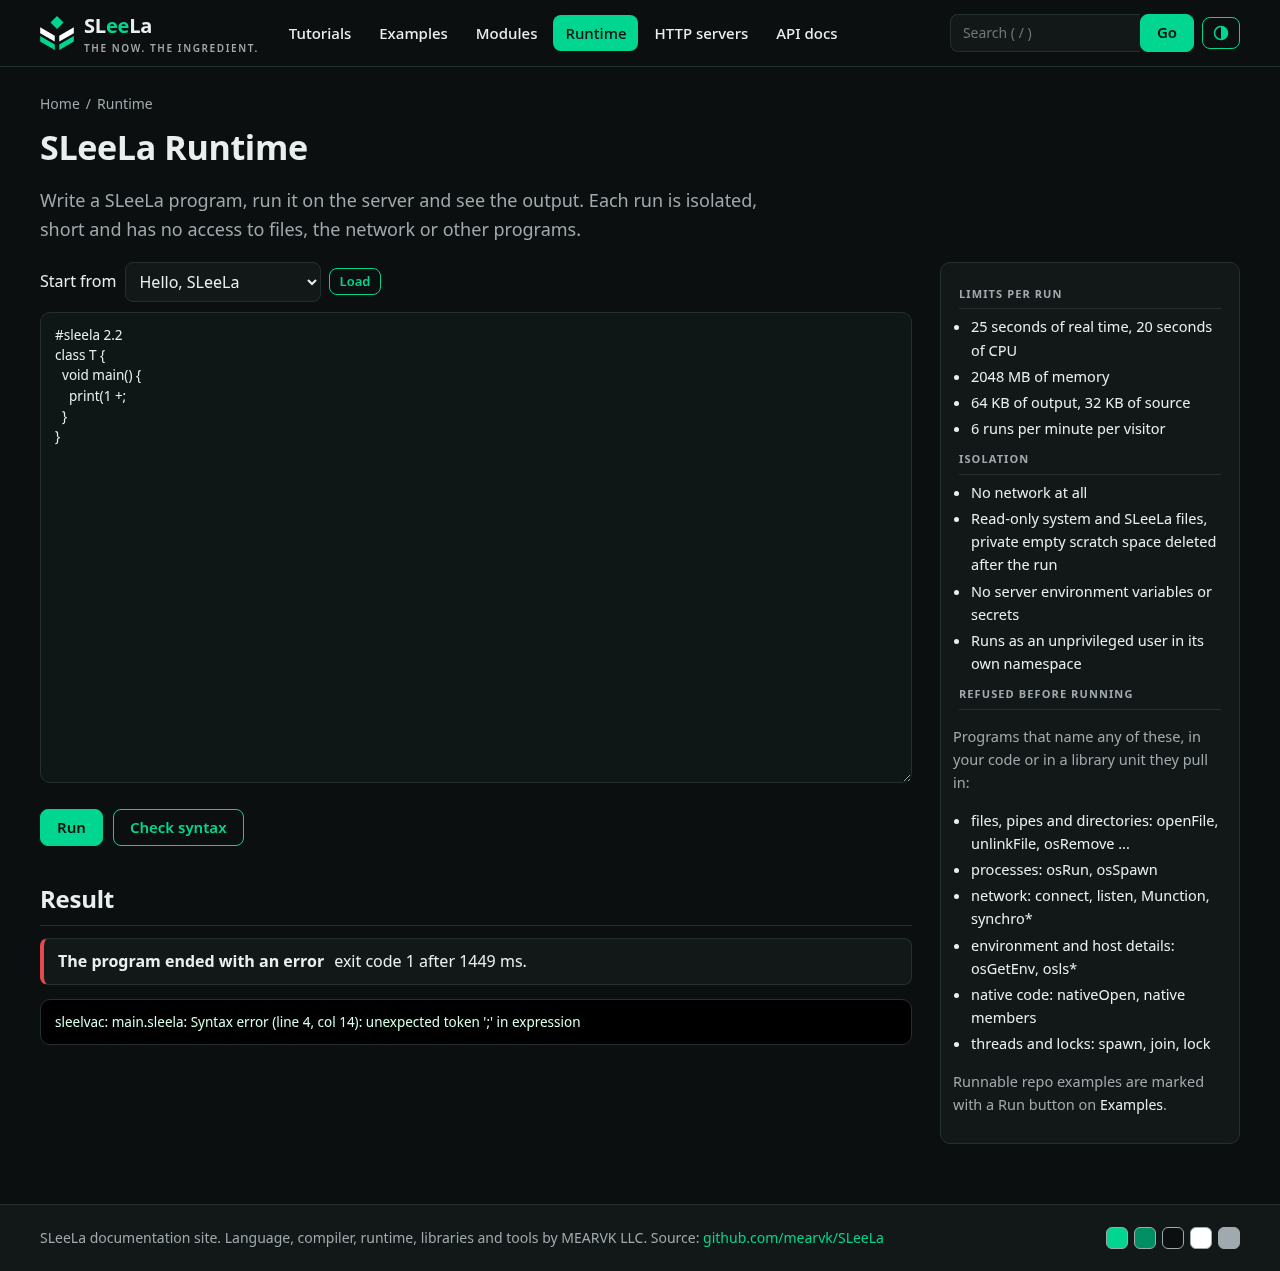 SLeeLa
THE NOW. THE INGREDIENT.
Tutorials
Examples
Modules
Runtime
HTTP servers
API docs
Search ( / )
Go
Home / Runtime
SLeeLa Runtime
Write a SLeeLa program, run it on the server and see the output. Each run is isolated,
short and has no access to files, the network or other programs.
Start from
Hello, SLeeLa
Load
#sleela 2.2
class T {
  void main() {
    print(1 +;
  }
}
Run
Check syntax
Result
The program ended with an error exit code 1 after 1449 ms.
sleelvac: main.sleela: Syntax error (line 4, col 14): unexpected token ';' in expression
LIMITS PER RUN
• 25 seconds of real time, 20 seconds
of CPU
• 2048 MB of memory
• 64 KB of output, 32 KB of source
• 6 runs per minute per visitor
ISOLATION
• No network at all
• Read-only system and SLeeLa files,
private empty scratch space deleted
after the run
• No server environment variables or
secrets
• Runs as an unprivileged user in its
own namespace
REFUSED BEFORE RUNNING
Programs that name any of these, in
your code or in a library unit they pull
in:
• files, pipes and directories: openFile,
unlinkFile, osRemove ...
• processes: osRun, osSpawn
• network: connect, listen, Munction,
synchro*
• environment and host details:
osGetEnv, osIs*
• native code: nativeOpen, native
members
• threads and locks: spawn, join, lock
Runnable repo examples are marked
with a Run button on Examples.
SLeeLa documentation site. Language, compiler, runtime, libraries and tools by MEARVK LLC. Source: github.com/mearvk/SLeeLa